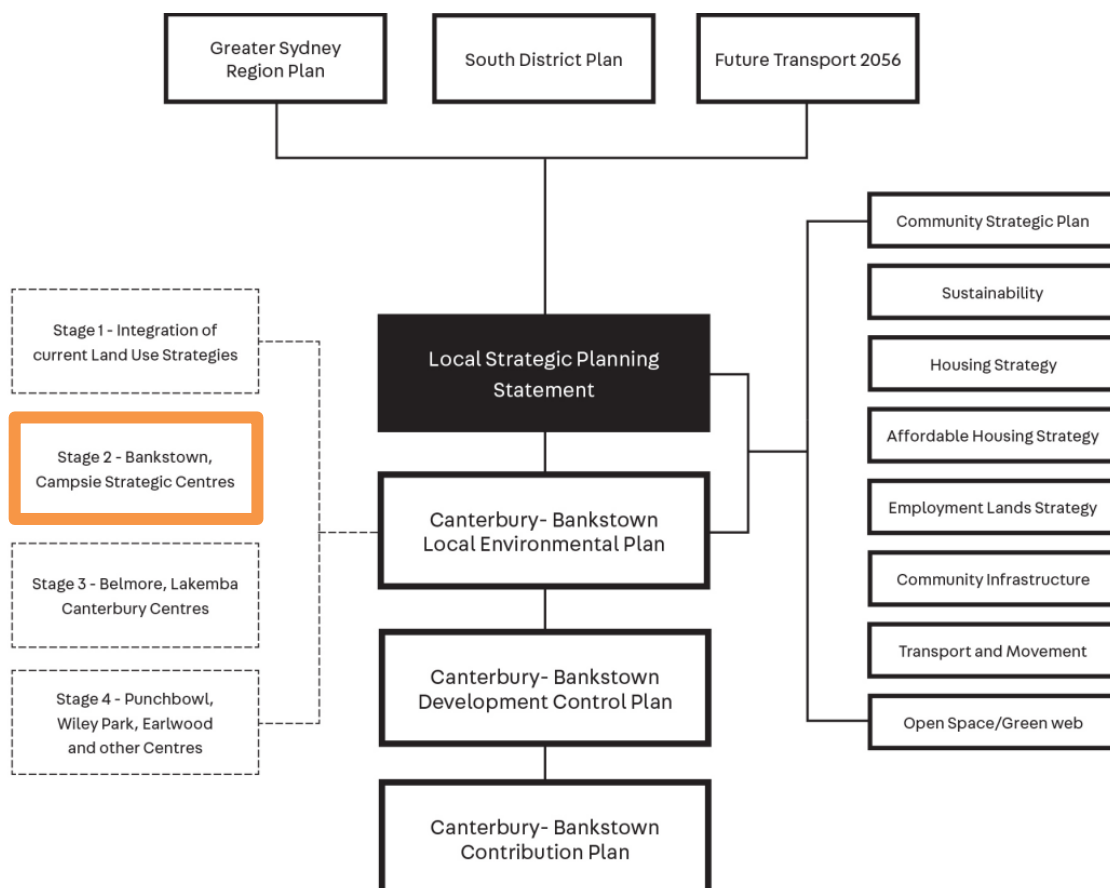 Greater Sydney
Region Plan
South District Plan
Future Transport 2056
Community Strategic Plan
Sustainability
Housing Strategy
Affordable Housing Strategy
Employment Lands Strategy
Community Infrastructure
Transport and Movement
Open Space/Green web
Stage 1 - Integration of
current Land Use Strategies
Stage 2 - Bankstown,
Campsie Strategic Centres
Stage 3 - Belmore, Lakemba
Canterbury Centres
Stage 4 - Punchbowl,
Wiley Park, Earlwood
and other Centres
Local Strategic Planning
Statement
Canterbury- Bankstown
Local Environmental Plan
Canterbury- Bankstown
Development Control Plan
Canterbury- Bankstown
Contribution Plan